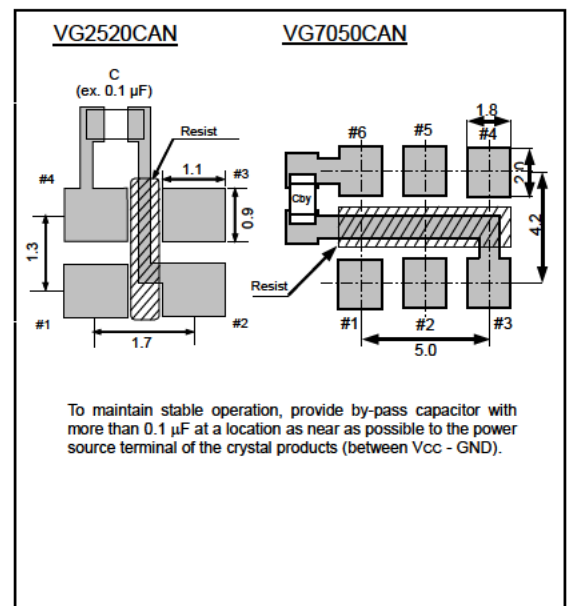 VG2520CAN
VG7050CAN
C
(ex. 0.1 µF)
Resist
#4
1.1
#3
0.9
1.3
#1
#2
1.7
#6
#5
#4
1.8
2.0
Cby
4.2
Resist
#1
#2
#3
5.0
To maintain stable operation, provide by-pass capacitor with
more than 0.1 µF at a location as near as possible to the power
source terminal of the crystal products (between Vcc - GND).